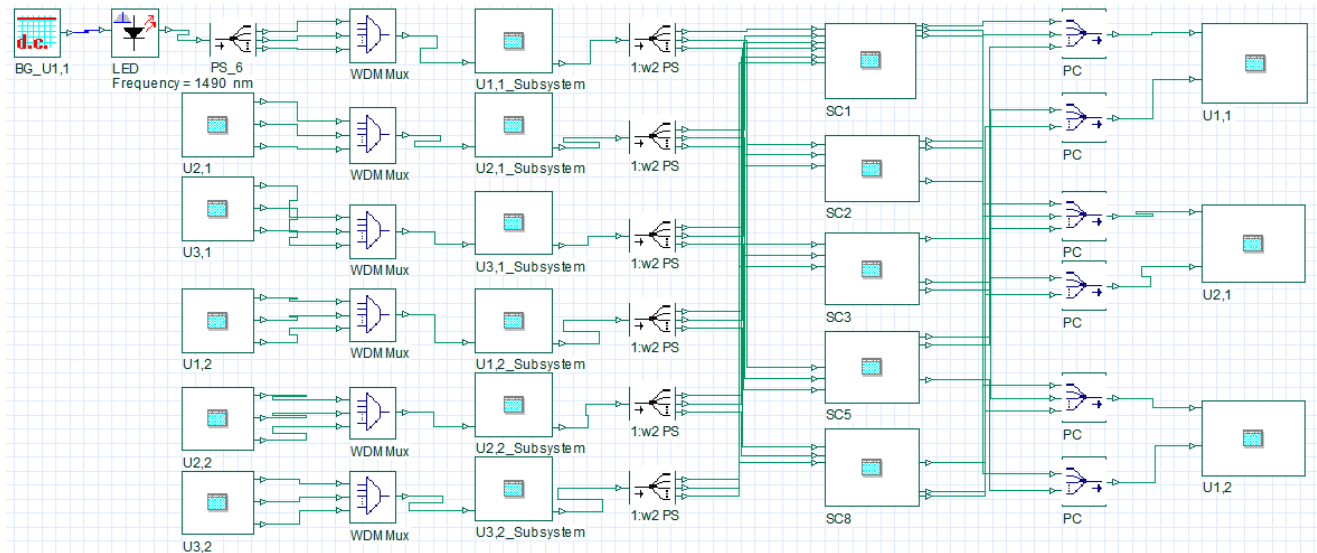 d.c.
BG_U1,1
LED
Frequency = 1490 nm
PS_6
WDM Mux
U1,1_Subsystem
1:w2 PS
SC1
PC
U1,1
U2,1
WDM Mux
U2,1_Subsystem
1:w2 PS
PC
SC2
U3,1
WDM Mux
U3,1_Subsystem
1:w2 PS
PC
SC3
PC
U2,1
U1,2
WDM Mux
U1,2_Subsystem
1:w2 PS
SC5
PC
U2,2
WDM Mux
U2,2_Subsystem
1:w2 PS
SC8
PC
U1,2
U3,2
WDM Mux
U3,2_Subsystem
1:w2 PS